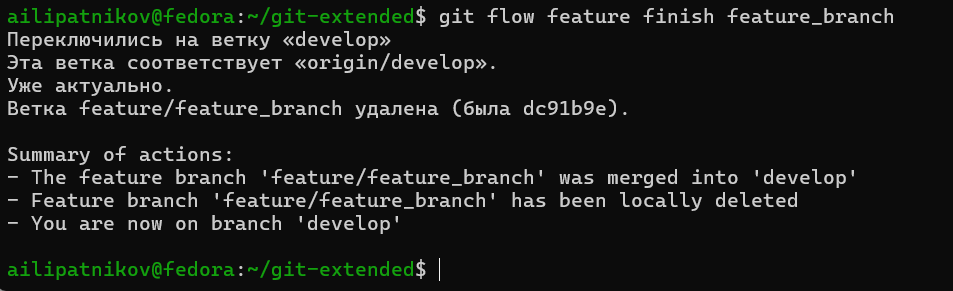 ailipatnikov@fedora:~/git-extended$ git flow feature finish feature_branch
Переключились на ветку «develop»
Эта ветка соответствует «origin/develop».
Уже актуально.
Ветка feature/feature_branch удалена (была dc91b9e).
Summary of actions:
- The feature branch 'feature/feature_branch' was merged into 'develop'
- Feature branch 'feature/feature_branch' has been locally deleted
- You are now on branch 'develop'
ailipatnikov@fedora:~/git-extended$